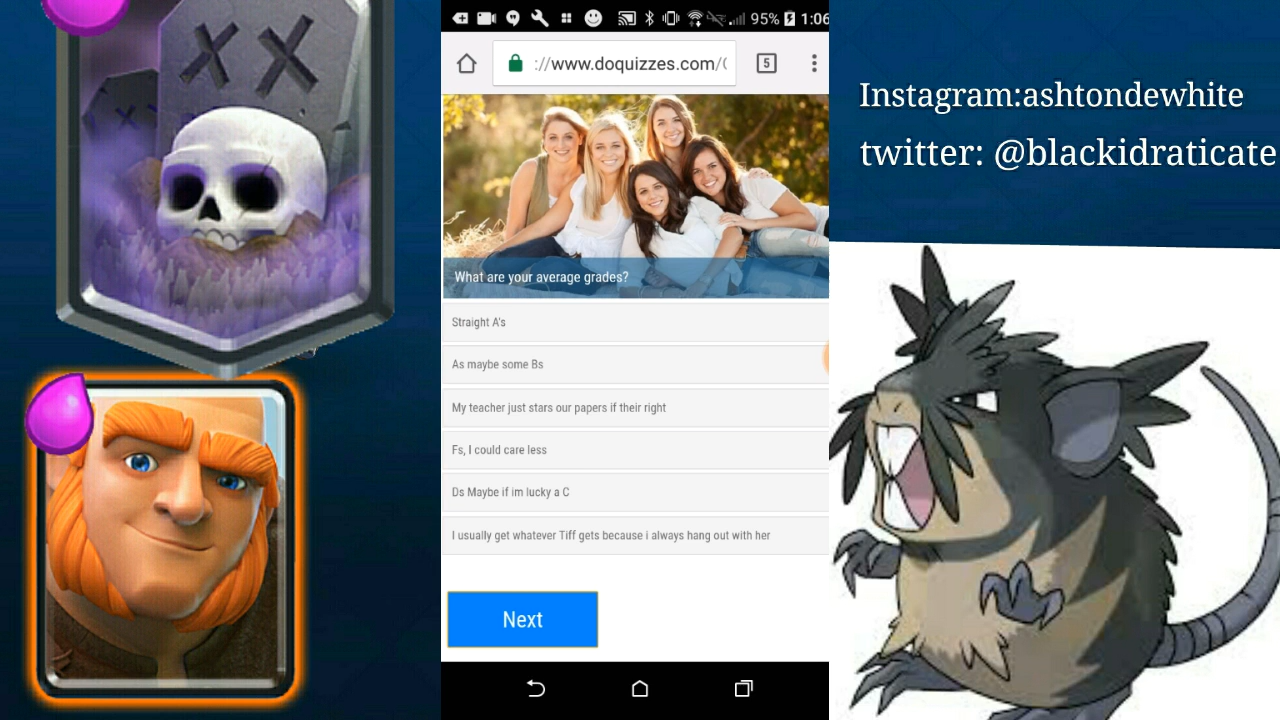 95% 1:06
://www.doquizzes.com/
5
What are your average grades?
Straight A's
As maybe some Bs
My teacher just stars our papers if their right
Fs, I could care less
Ds Maybe if im lucky a C
I usually get whatever Tiff gets because i always hang out with her
Next
Instagram:ashtondewhite
twitter: @blackidraticate